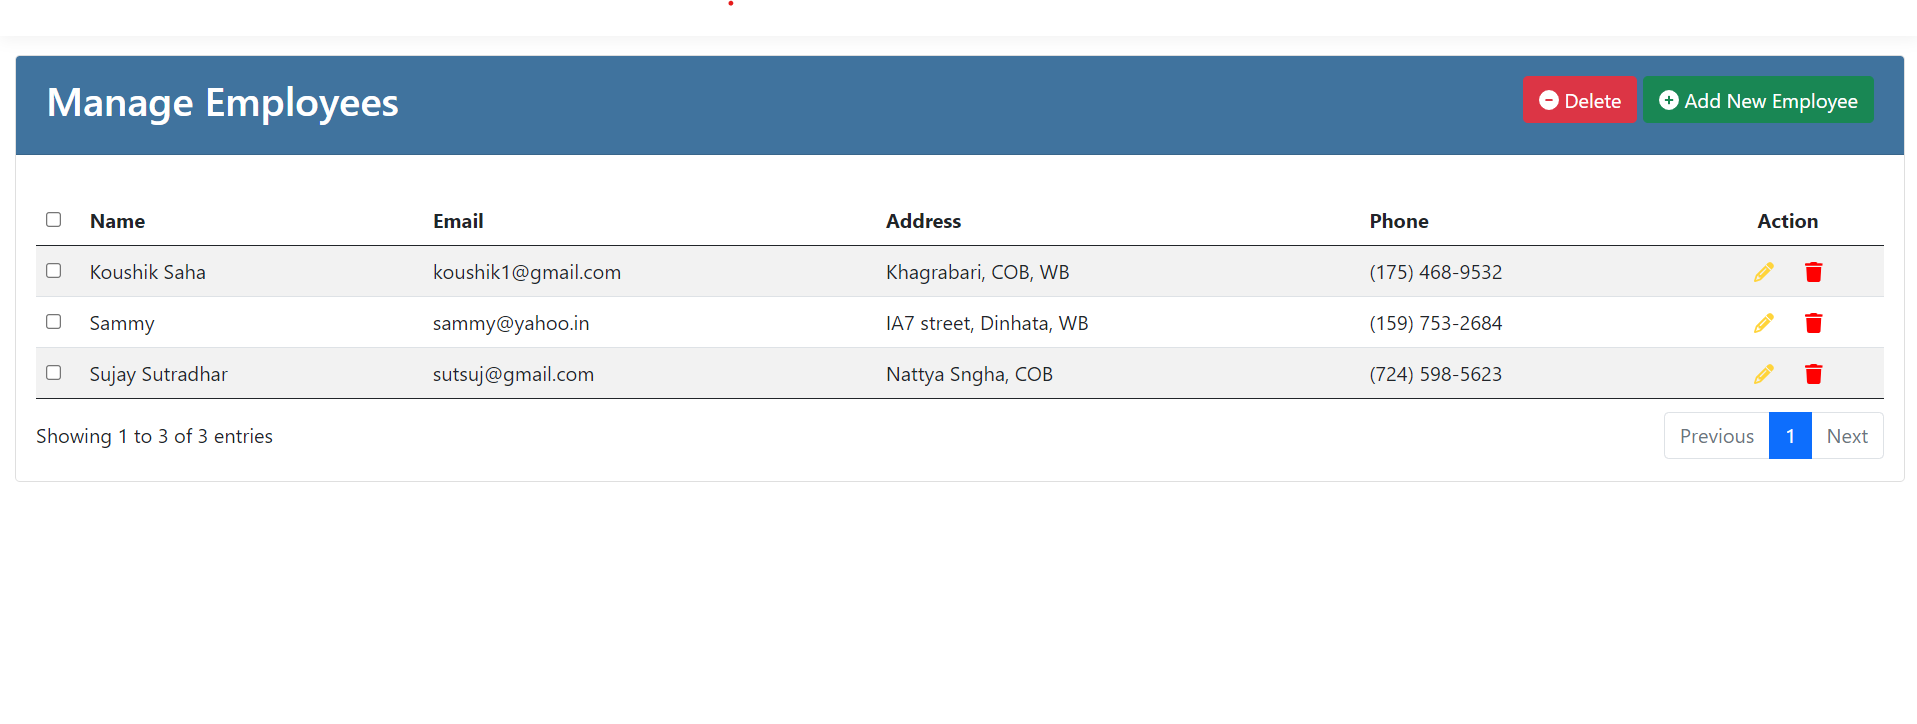 Manage Employees
Delete
Add New Employee
Name Email Address Phone Action
Koushik Saha koushik1@gmail.com Khagrabari, COB, WB (175) 468-9532
Sammy sammy@yahoo.in IA7 street, Dinhata, WB (159) 753-2684
Sujay Sutradhar sutsuj@gmail.com Nattya Sngha, COB (724) 598-5623
Showing 1 to 3 of 3 entries
Previous 1 Next